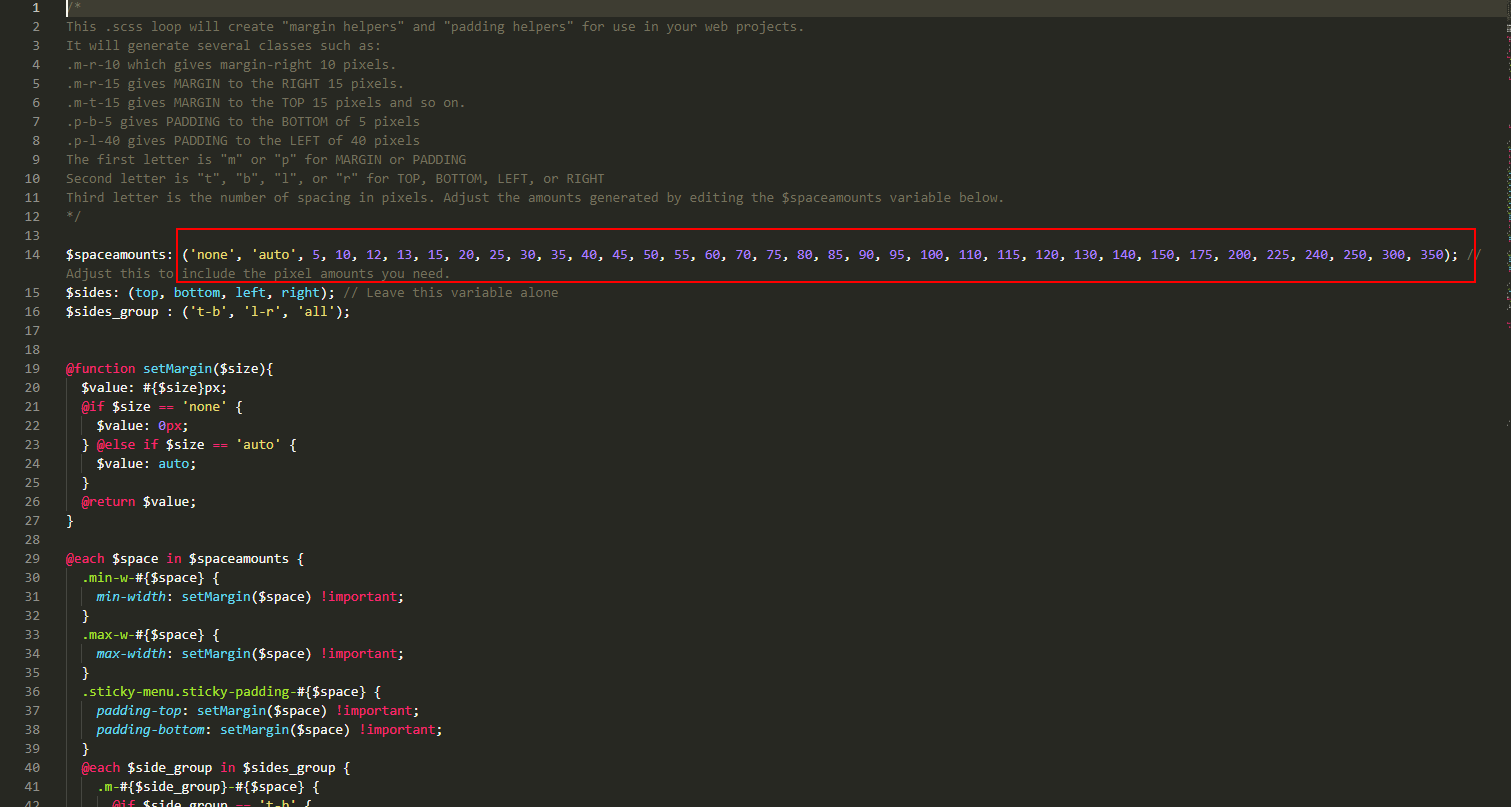 1 /*
2 This .scss loop will create "margin helpers" and "padding helpers" for use in your web projects.
3 It will generate several classes such as:
4 .m-r-10 which gives margin-right 10 pixels.
5 .m-r-15 gives MARGIN to the RIGHT 15 pixels.
6 .m-t-15 gives MARGIN to the TOP 15 pixels and so on.
7 .p-b-5 gives PADDING to the BOTTOM of 5 pixels
8 .p-l-40 gives PADDING to the LEFT of 40 pixels
9 The first letter is "m" or "p" for MARGIN or PADDING
10 Second letter is "t", "b", "l", or "r" for TOP, BOTTOM, LEFT, or RIGHT
11 Third letter is the number of spacing in pixels. Adjust the amounts generated by editing the $spaceamounts variable below.
12 */
13
14 $spaceamounts: ('none', 'auto', 5, 10, 12, 13, 15, 20, 25, 30, 35, 40, 45, 50, 55, 60, 70, 75, 80, 85, 90, 95, 100, 110, 115, 120, 130, 140, 150, 175, 200, 225, 240, 250, 300, 350); //
Adjust this to include the pixel amounts you need.
15 $sides: (top, bottom, left, right); // Leave this variable alone
16 $sides_group : ('t-b', 'l-r', 'all');
17
18
19 @function setMargin($size){
20 $value: #{$size}px;
21 @if $size == 'none' {
22 $value: 0px;
23 } @else if $size == 'auto' {
24 $value: auto;
25 }
26 @return $value;
27 }
28
29 @each $space in $spaceamounts {
30 .min-w-#{$space} {
31 min-width: setMargin($space) !important;
32 }
33 .max-w-#{$space} {
34 max-width: setMargin($space) !important;
35 }
36 .sticky-menu.sticky-padding-#{$space} {
37 padding-top: setMargin($space) !important;
38 padding-bottom: setMargin($space) !important;
39 }
40 @each $side_group in $sides_group {
41 .m-#{$side_group}-#{$space} {
42 @if $side_group == 't-b' {